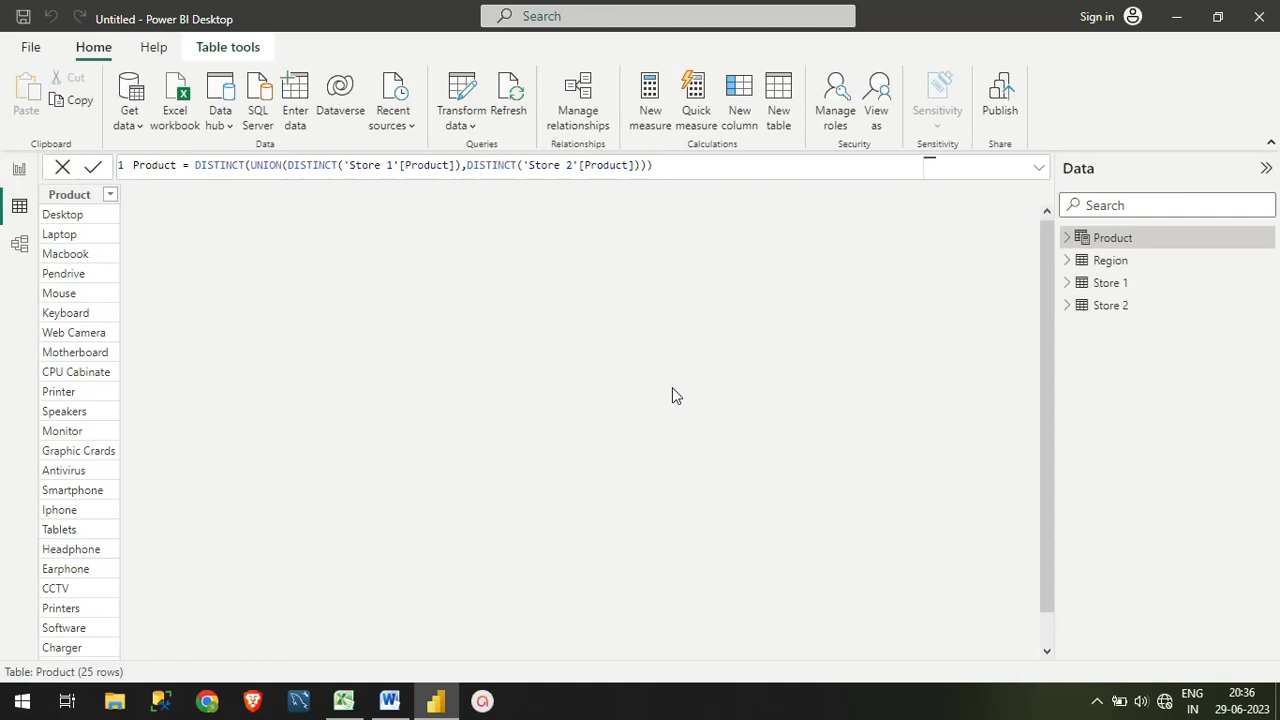 Untitled - Power BI Desktop
Search
Sign in
File
Home
Help
Table tools
Paste
Cut
Copy
Clipboard
Get data
Excel workbook
Data hub
SQL Server
Enter data
Dataverse
Recent sources
Data
Transform data
Refresh
Queries
Manage relationships
Relationships
New measure
Quick measure
New column
New table
Calculations
Manage roles
View as
Security
Sensitivity
Sensitivity
Publish
Share
1 Product = DISTINCT(UNION(DISTINCT('Store 1'[Product]),DISTINCT('Store 2'[Product])))
Product
Desktop
Laptop
Macbook
Pendrive
Mouse
Keyboard
Web Camera
Motherboard
CPU Cabinate
Printer
Speakers
Monitor
Graphic Crards
Antivirus
Smartphone
Iphone
Tablets
Headphone
Earphone
CCTV
Printers
Software
Charger
Data
Search
Product
Region
Store 1
Store 2
Table: Product (25 rows)
ENG
IN
20:36
29-06-2023